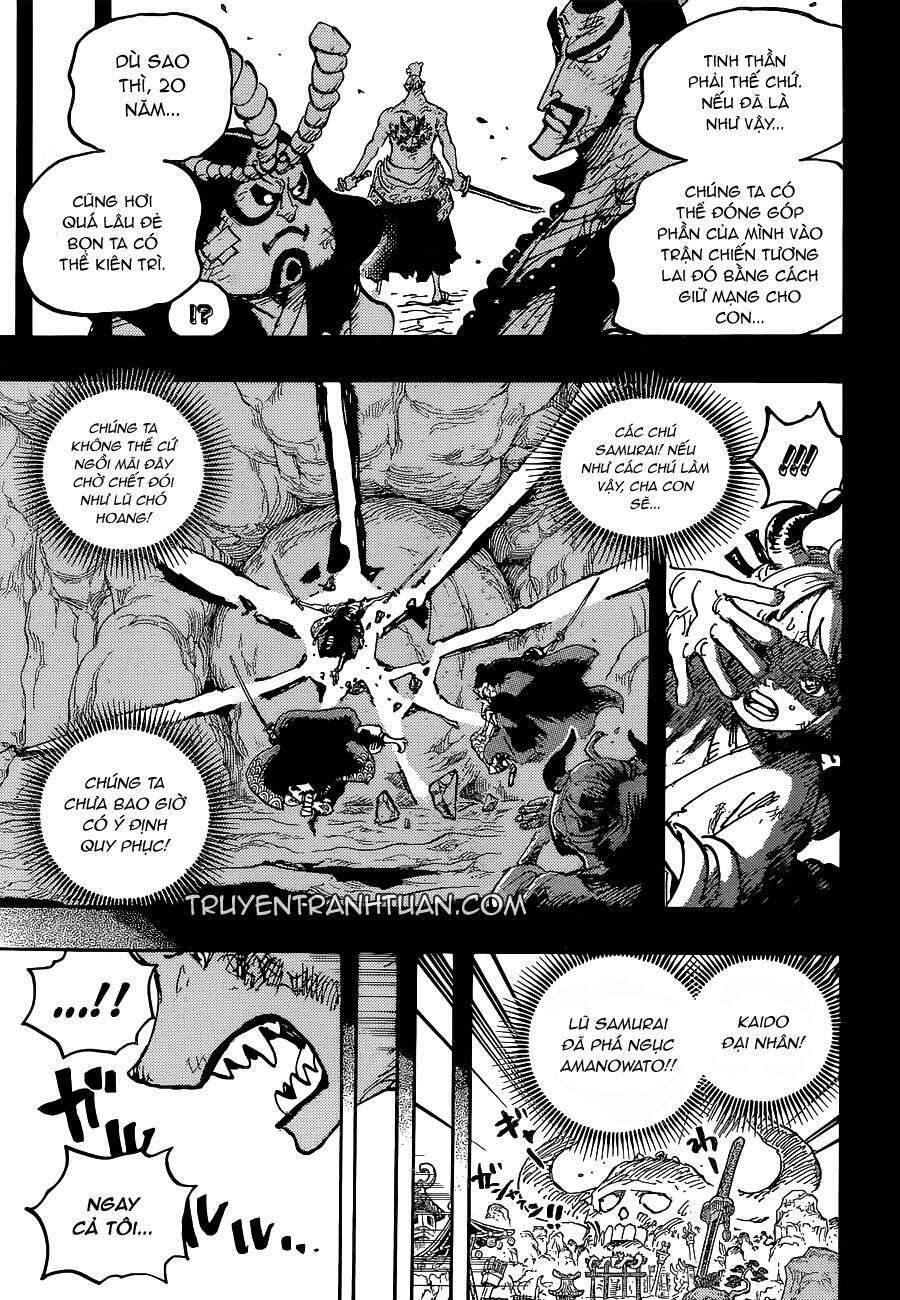 TINH THẦN
PHẢI THẾ CHỨ.
NẾU ĐÃ LÀ
NHƯ VẬY...
CHÚNG TA CÓ
THỂ ĐÓNG GÓP
PHẦN CỦA MÌNH VÀO
TRẬN CHIẾN TƯƠNG
LAI ĐÓ BẰNG CÁCH
GIỮ MẠNG CHO
CON...
DÙ SAO
THÌ, 20
NĂM...
CŨNG HƠI
QUÁ LÂU ĐẺ
BỌN TA CÓ
THỂ KIÊN TRÌ.
!?
!!!
CÁC CHÚ
SAMURAI! NẾU
NHƯ CÁC CHÚ LÀM
VẬY, CHA CON
SẼ...
CHÚNG TA
KHÔNG THỂ CỨ
NGỒI MÃI ĐÂY
CHỜ CHẾT ĐÓI
NHƯ LŨ CHÓ
HOANG!
CHÚNG TA
CHƯA BAO GIỜ
CÓ Ý ĐỊNH
QUY PHỤC!
TRUYENTRANHTUAN.COM
KAIDO
ĐẠI NHÂN!
LŨ SAMURAI
ĐÃ PHÁ NGỤC
AMANOWATO!!
...!!
ガルルル
NGAY
CẢ TÔI...